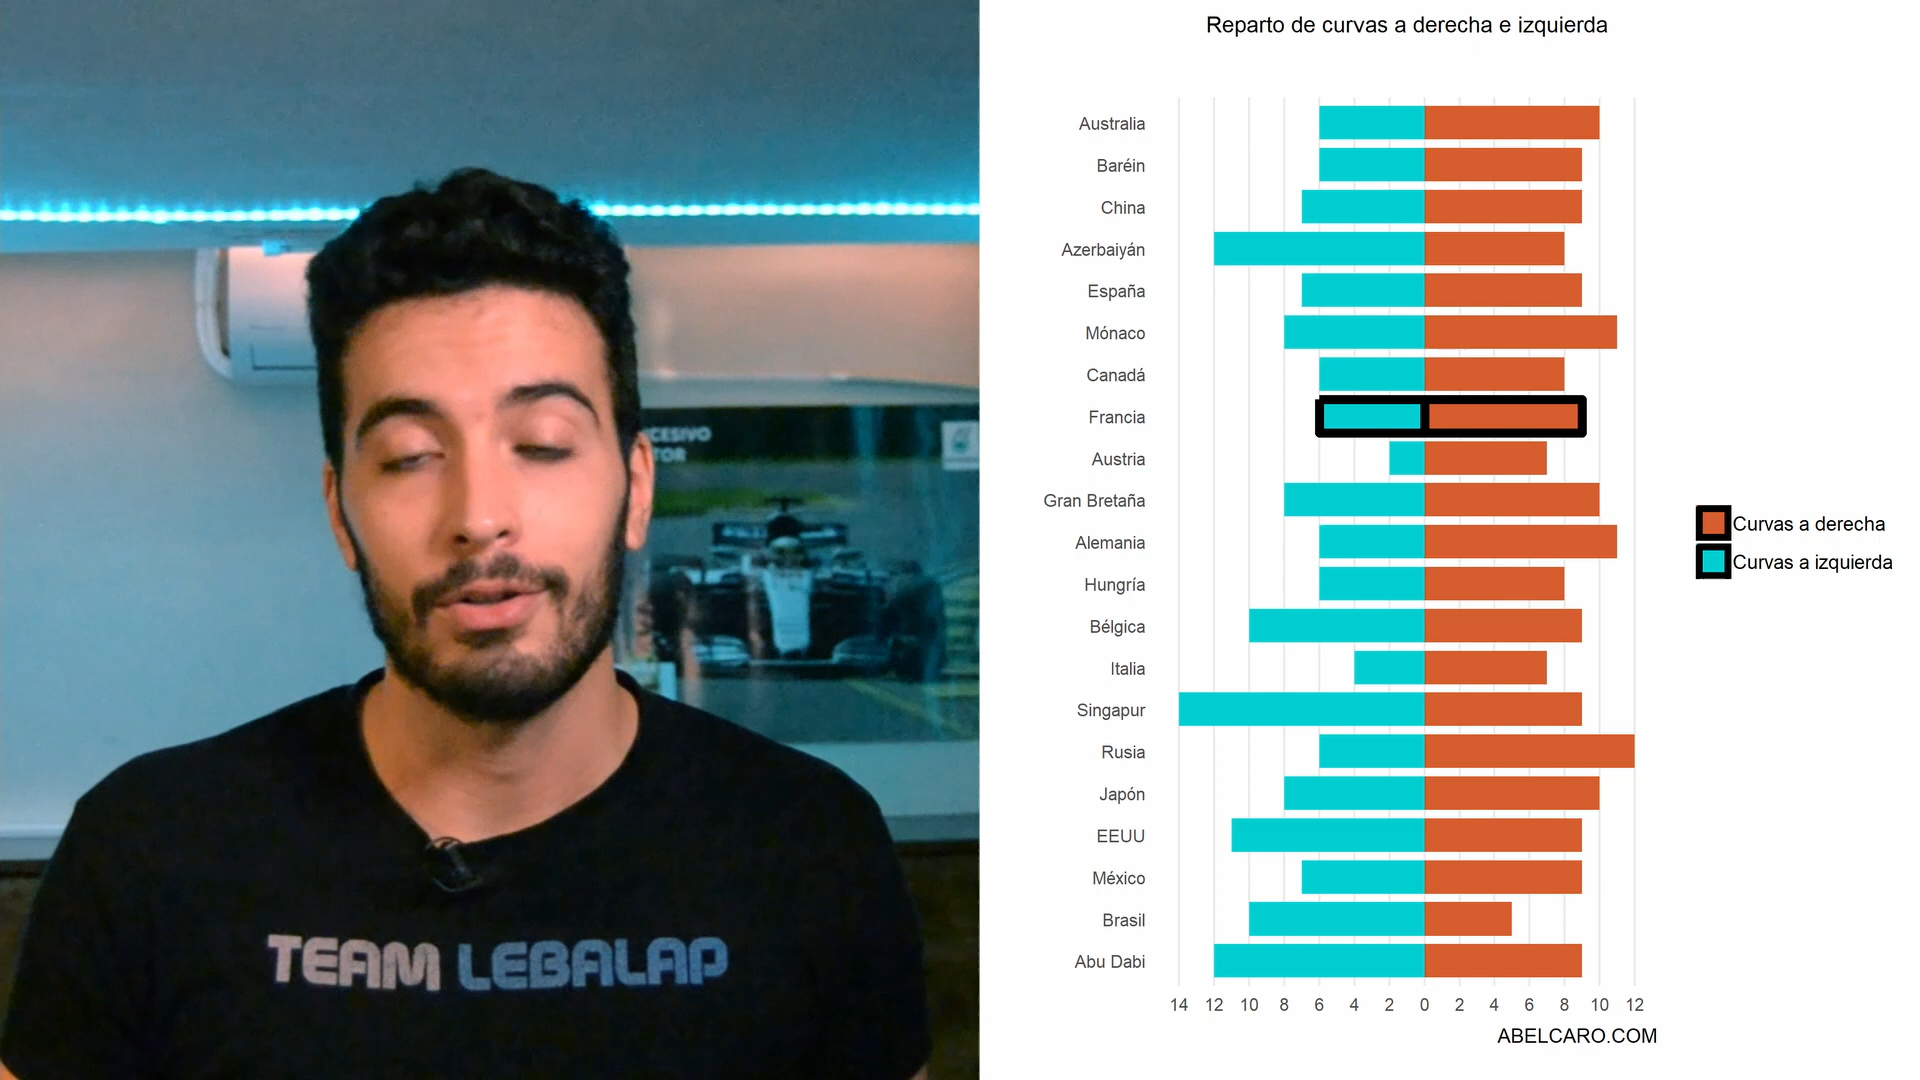 CESIVO
TOR
TEAM LEBALAP
Reparto de curvas a derecha e izquierda
Australia
Baréin
China
Azerbaiyán
España
Mónaco
Canadá
Francia
Austria
Gran Bretaña
Alemania
Hungría
Bélgica
Italia
Singapur
Rusia
Japón
EEUU
México
Brasil
Abu Dabi
14 12 10 8 6 4 2 0 2 4 6 8 10 12
Curvas a derecha
Curvas a izquierda
ABELCARO.COM